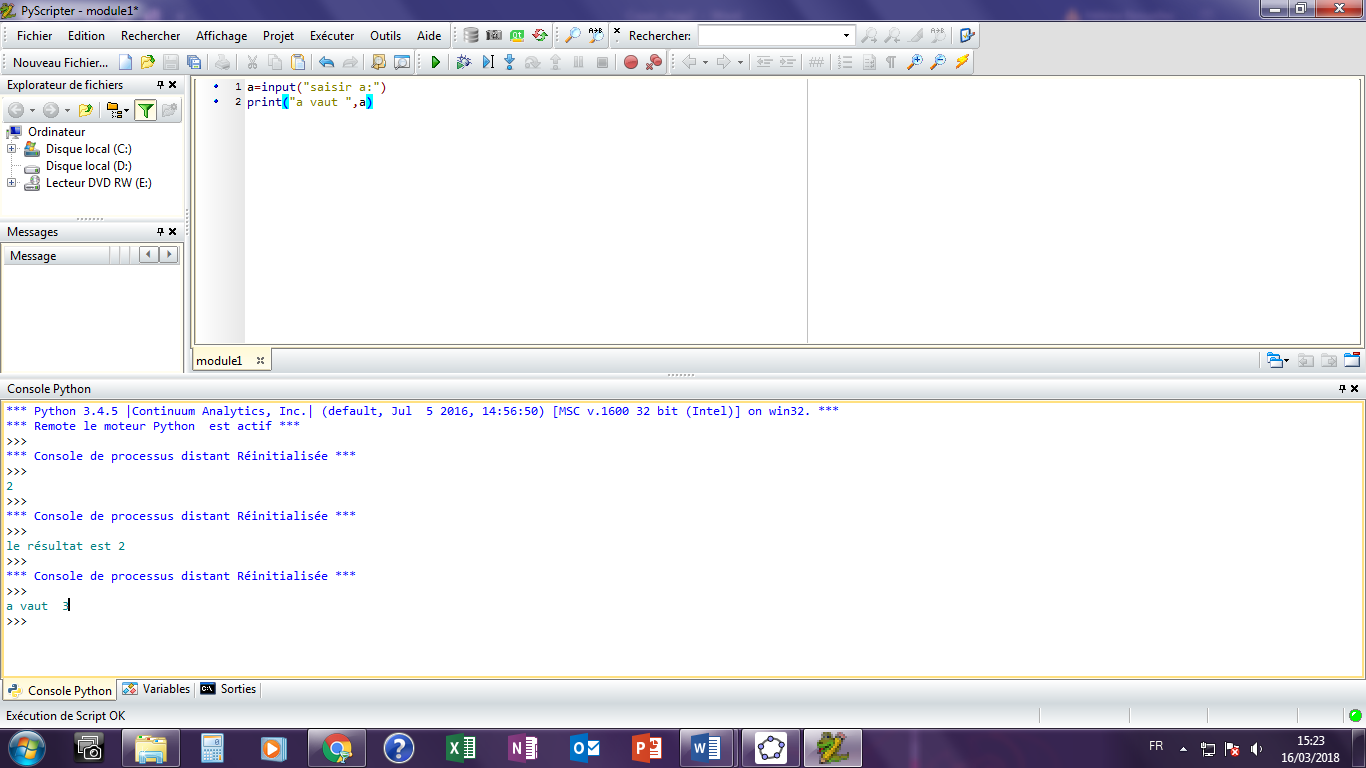 PyScripter - module1*
Fichier Edition Rechercher Affichage Projet Exécuter Outils Aide Rechercher:
Nouveau Fichier...
Explorateur de fichiers
Ordinateur
Disque local (C:)
Disque local (D:)
Lecteur DVD RW (E:)
Messages
Message
1 a=input("saisir a:")
2 print("a vaut ",a)
module1
Console Python
*** Python 3.4.5 |Continuum Analytics, Inc.| (default, Jul  5 2016, 14:56:50) [MSC v.1600 32 bit (Intel)] on win32. ***
*** Remote le moteur Python  est actif ***
>>>
*** Console de processus distant Réinitialisée ***
>>>
2
>>>
*** Console de processus distant Réinitialisée ***
>>>
le résultat est 2
>>>
*** Console de processus distant Réinitialisée ***
>>>
a vaut  3
>>>
Console Python Variables Sorties
Exécution de Script OK
FR 15:23
16/03/2018